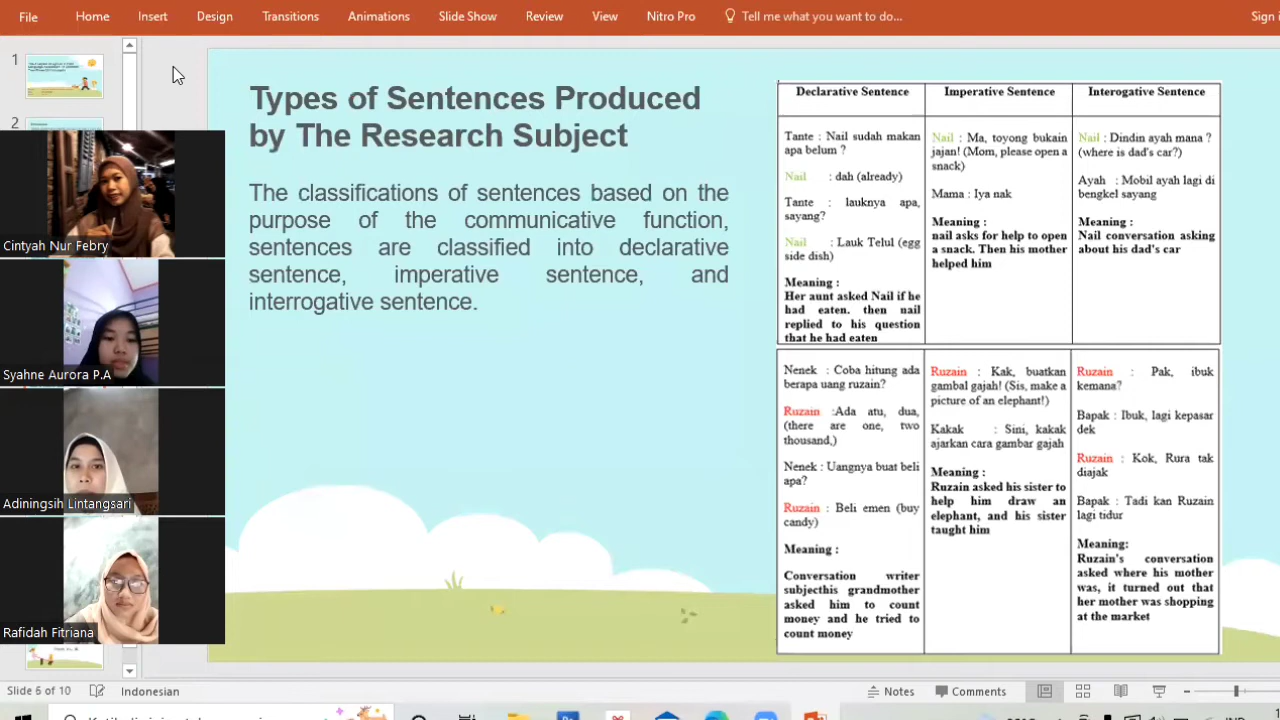 File Home Insert Design Transitions Animations Slide Show Review View Nitro Pro Tell me what you want to do... Sign i
1
2
Cintyah Nur Febry
Syahne Aurora P.A
Adiningsih Lintangsari
Rafidah Fitriana
Types of Sentences Produced
by The Research Subject
The classifications of sentences based on the
purpose of the communicative function,
sentences are classified into declarative
sentence, imperative sentence, and
interrogative sentence.
Declarative Sentence
Tante : Nail sudah makan
apa belum ?
Nail : dah (already)
Tante : lauknya apa,
sayang?
Nail : Lauk Telul (egg
side dish)
Meaning :
Her aunt asked Nail if he
had eaten. then nail
replied to his question
that he had eaten
Imperative Sentence
Nail : Ma, toyong bukain
jajan! (Mom, please open a
snack)
Mama : Iya nak
Meaning :
nail asks for help to open
a snack. Then his mother
helped him
Interogative Sentence
Nail : Dindin ayah mana ?
(where is dad's car?)
Ayah : Mobil ayah lagi di
bengkel sayang
Meaning :
Nail conversation asking
about his dad's car
Nenek : Coba hitung ada
berapa uang ruzain?
Ruzain :Ada atu, dua,
(there are one, two
thousand,)
Nenek : Uangnya buat beli
apa?
Ruzain : Beli emen (buy
candy)
Meaning :
Conversation writer
subjecthis grandmother
asked him to count
money and he tried to
count money
Ruzain : Kak, buatkan
gambal gajah! (Sis, make a
picture of an elephant!)
Kakak : Sini, kakak
ajarkan cara gambar gajah
Meaning :
Ruzain asked his sister to
help him draw an
elephant, and his sister
taught him
Ruzain : Pak, ibuk
kemana?
Bapak : Ibuk, lagi kepasar
dek
Ruzain : Kok, Rura tak
diajak
Bapak : Tadi kan Ruzain
lagi tidur
Meaning:
Ruzain's conversation
asked where his mother
was, it turned out that
her mother was shopping
at the market
Slide 6 of 10 Indonesian Notes Comments